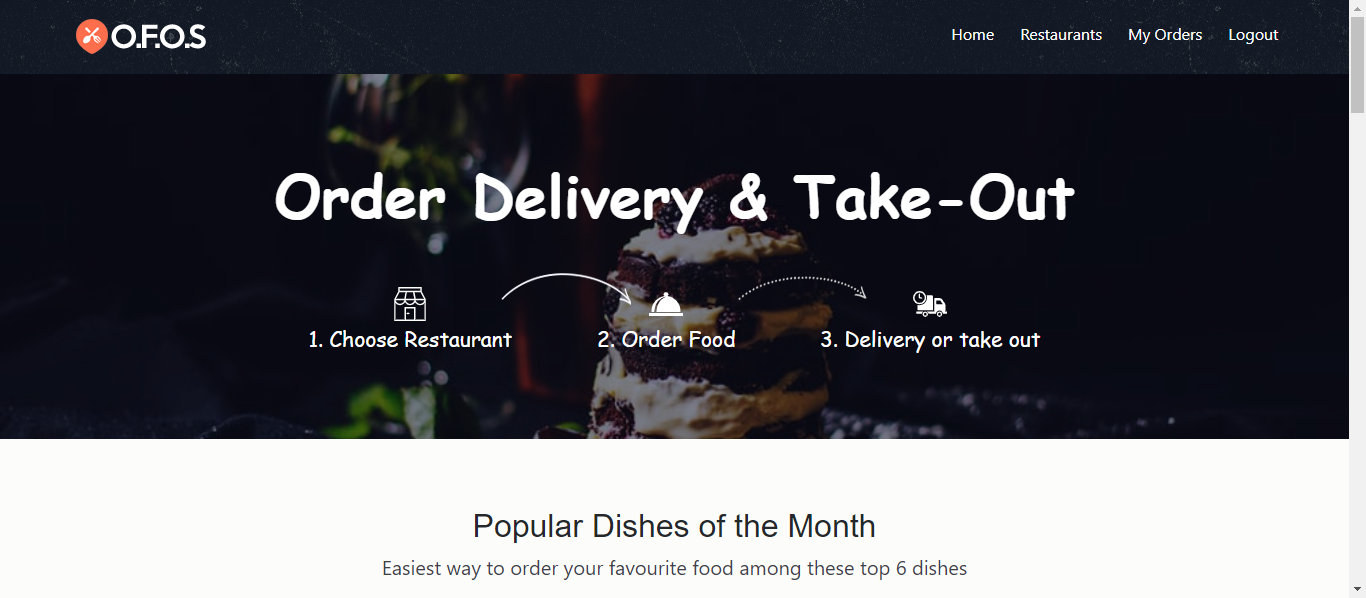 O.F.O.S
Home Restaurants My Orders Logout
Order Delivery & Take-Out
1. Choose Restaurant 2. Order Food 3. Delivery or take out
Popular Dishes of the Month
Easiest way to order your favourite food among these top 6 dishes